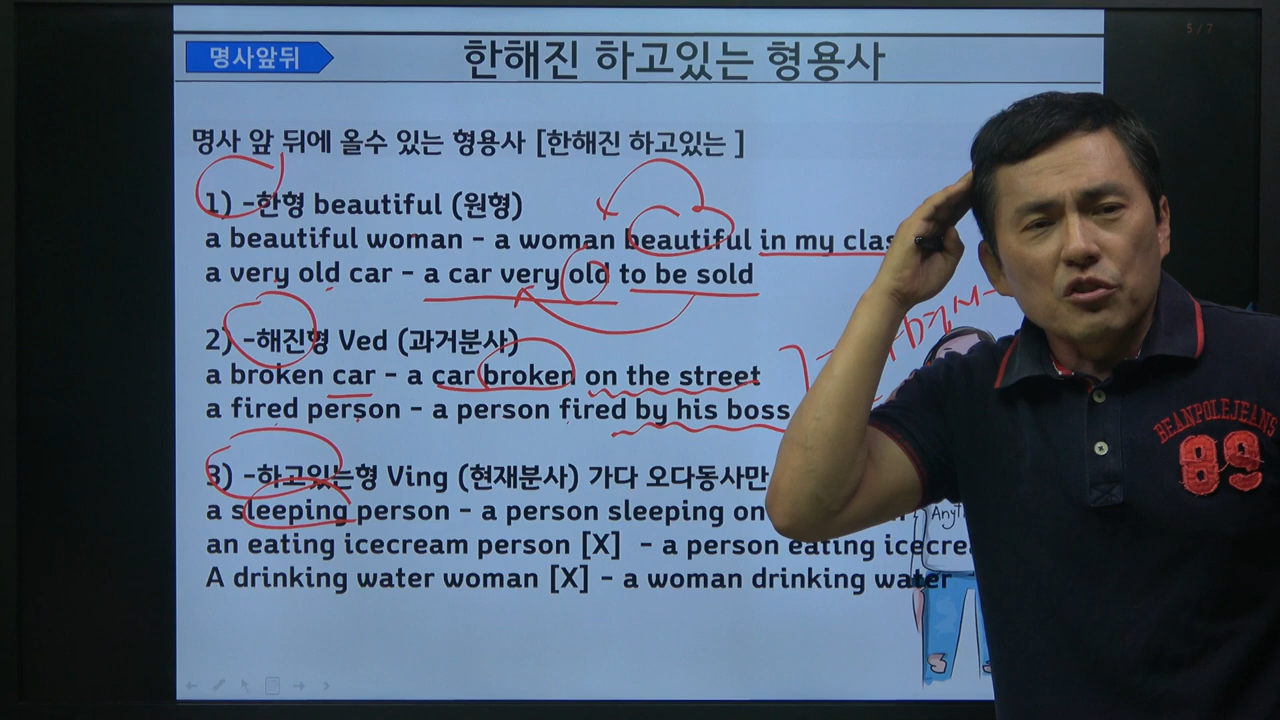 5 / 7
명사앞뒤
한해진 하고있는 형용사
명사 앞 뒤에 올수 있는 형용사 [한해진 하고있는 ]
1) -한형 beautiful (원형)
a beautiful woman - a woman beautiful in my clas
a very old car - a car very old to be sold
2) -해진형 Ved (과거분사)
a broken car - a car broken on the street
a fired person - a person fired by his boss
3) -하고있는형 Ving (현재분사) 가다 오다동사만
a sleeping person - a person sleeping on
an eating icecream person [X] - a person eating icecre
A drinking water woman [X] - a woman drinking water
Anyt
BEANPOLEJEANS
89